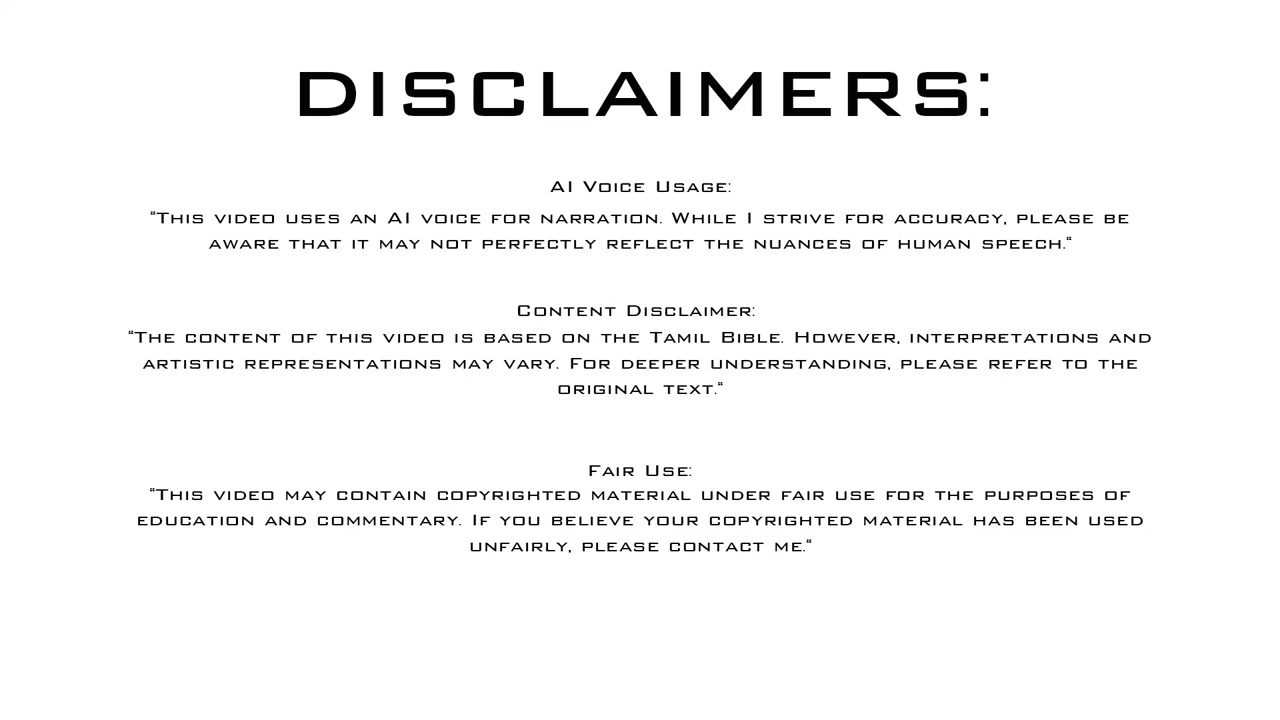 DISCLAIMERS:
AI Voice Usage:
“This video uses an AI voice for narration. While I strive for accuracy, please be
aware that it may not perfectly reflect the nuances of human speech.“
Content Disclaimer:
“The content of this video is based on the Tamil Bible. However, interpretations and
artistic representations may vary. For deeper understanding, please refer to the
original text.“
Fair Use:
“This video may contain copyrighted material under fair use for the purposes of
education and commentary. If you believe your copyrighted material has been used
unfairly, please contact me.“